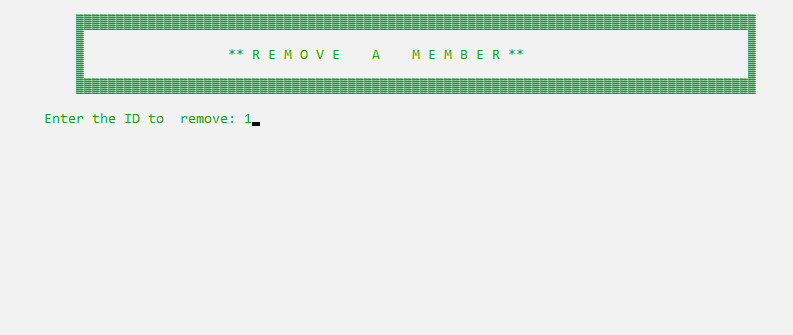 ** R E M O V E    A    M E M B E R **
Enter the ID to  remove: 1